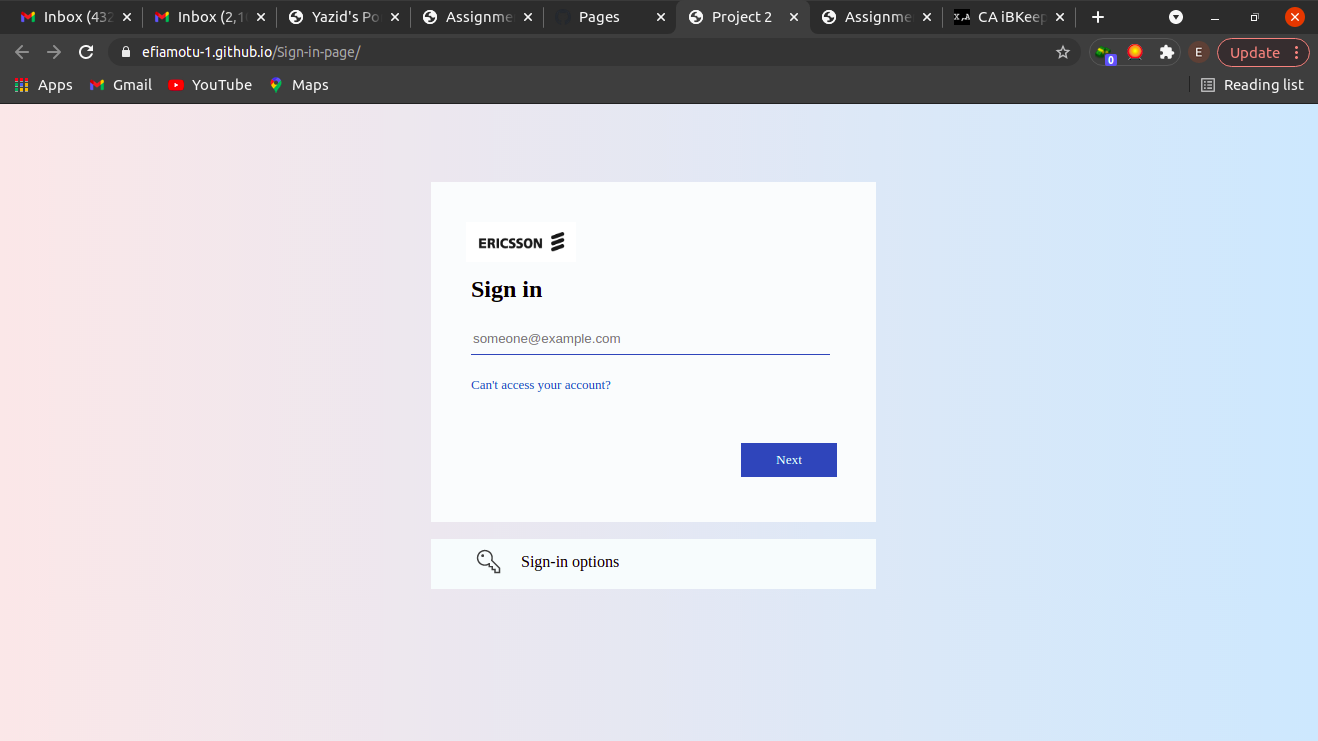 Inbox (432
Inbox (2,1
Yazid's Po
Assignme
Pages
Project 2
Assignme
CA iBKeep
efiamotu-1.github.io/Sign-in-page/
0
E
Update
Apps
Gmail
YouTube
Maps
Reading list
ERICSSON
Sign in
someone@example.com
Can't access your account?
Next
Sign-in options